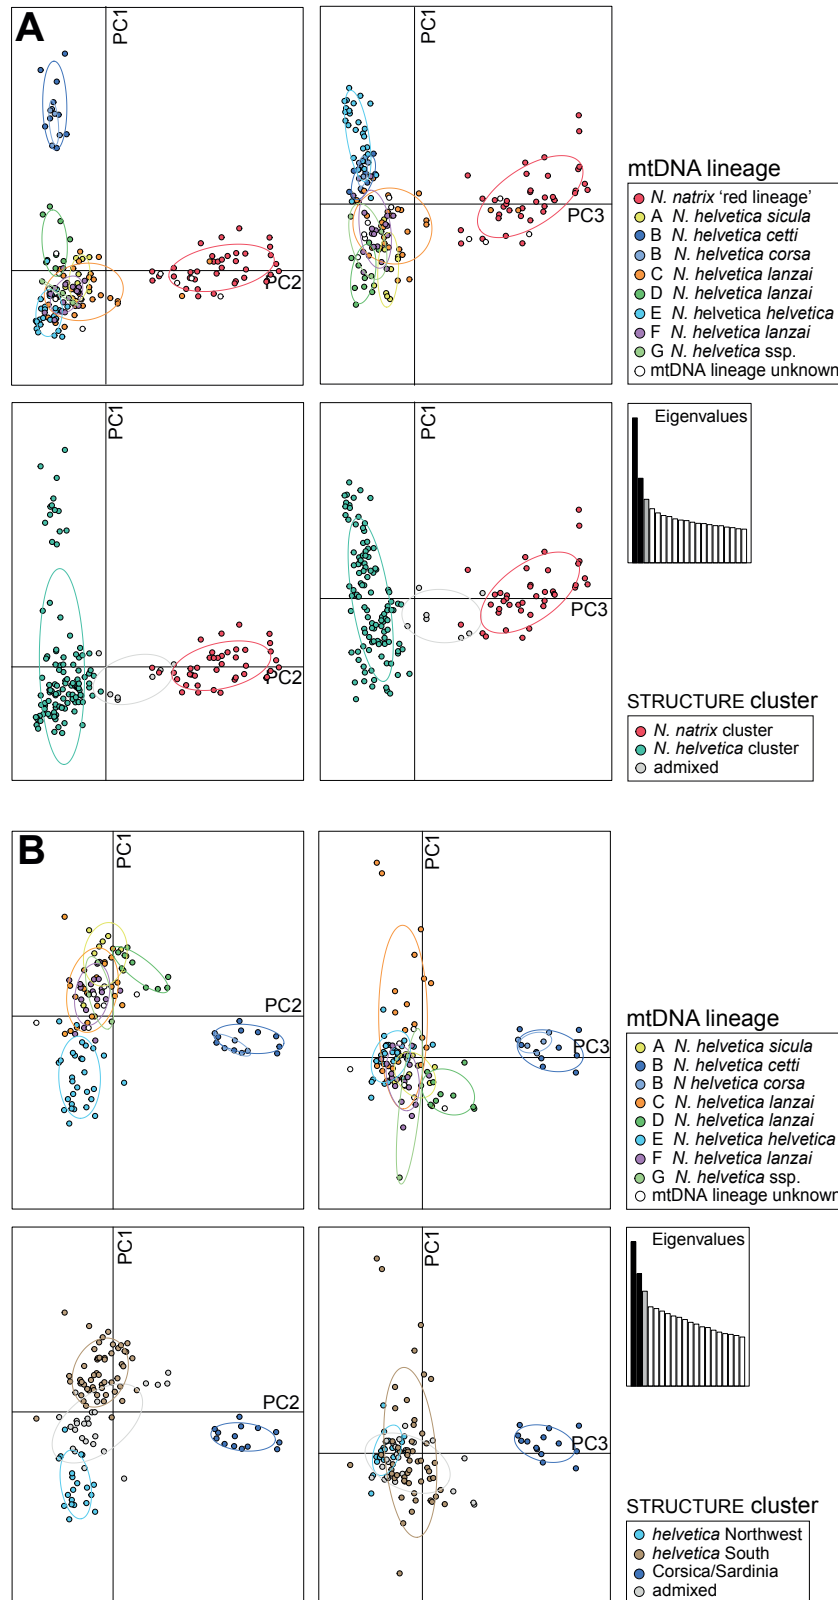 A
PC1
PC2
PC1
PC3
mtDNA lineage
N. natrix ‘red lineage’
A N. helvetica sicula
B N. helvetica cetti
B N. helvetica corsa
C N. helvetica lanzai
D N. helvetica lanzai
E N. helvetica helvetica
F N. helvetica lanzai
G N. helvetica ssp.
mtDNA lineage unknown
PC1
PC2
PC1
PC3
Eigenvalues
STRUCTURE cluster
N. natrix cluster
N. helvetica cluster
admixed
B
PC1
PC2
PC1
PC3
mtDNA lineage
A N. helvetica sicula
B N. helvetica cetti
B N helvetica corsa
C N. helvetica lanzai
D N. helvetica lanzai
E N. helvetica helvetica
F N. helvetica lanzai
G N. helvetica ssp.
mtDNA lineage unknown
PC1
PC2
PC1
PC3
Eigenvalues
STRUCTURE cluster
helvetica Northwest
helvetica South
Corsica/Sardinia
admixed